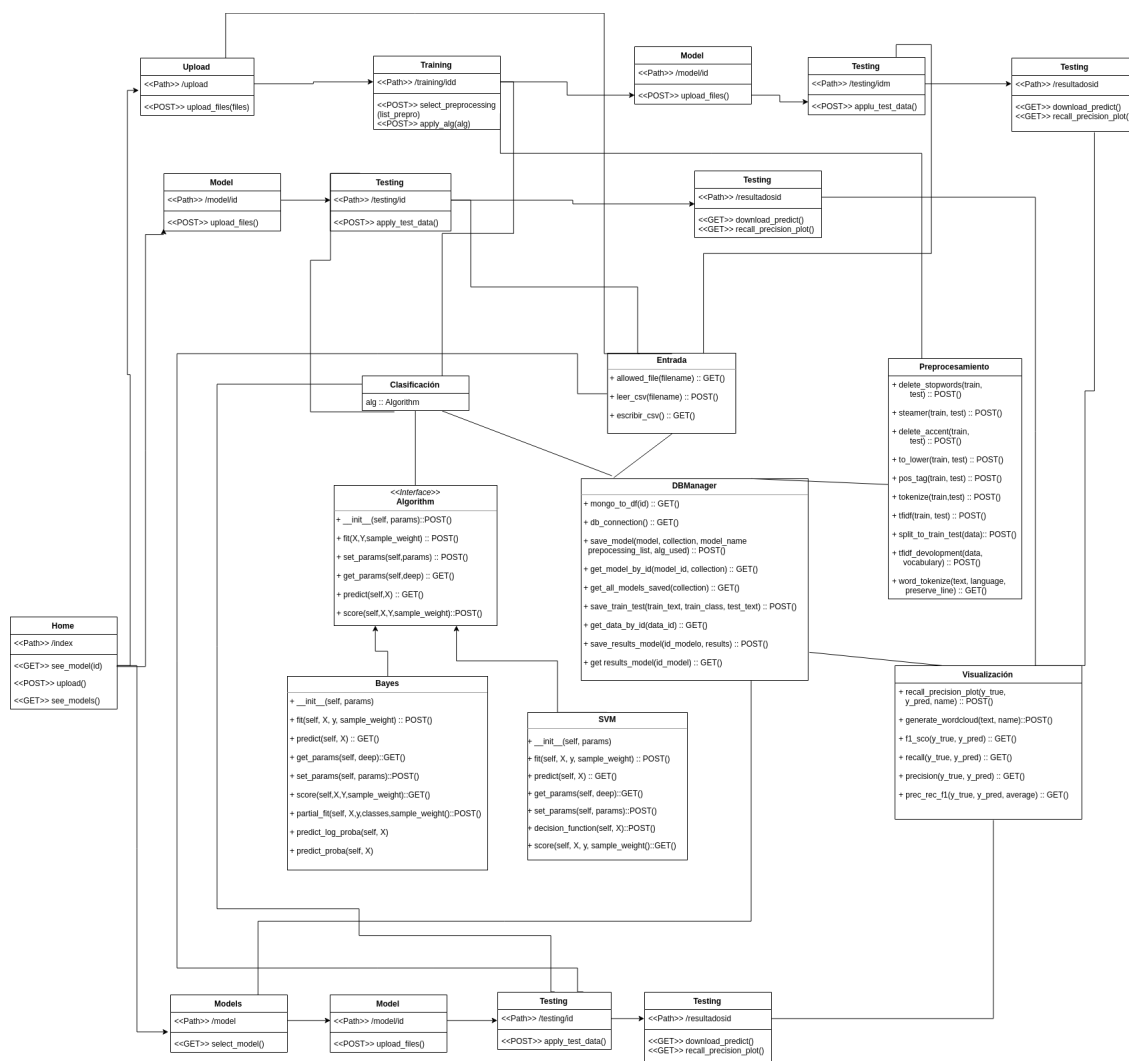 Upload
<<Path>> /upload
<<POST>> upload_files(files)
Training
<<Path>> /training/idd
<<POST>> select_preprocessing
(list_prepro)
<<POST>> apply_alg(alg)
Model
<<Path>> /model/id
<<POST>> upload_files()
Testing
<<Path>> /testing/idm
<<POST>> applu_test_data()
Testing
<<Path>> /resultadosid
<<GET>> download_predict()
<<GET>> recall_precision_plot()
Model
<<Path>> /model/id
<<POST>> upload_files()
Testing
<<Path>> /testing/id
<<POST>> apply_test_data()
Testing
<<Path>> /resultadosid
<<GET>> download_predict()
<<GET>> recall_precision_plot()
Clasificación
alg :: Algorithm
Entrada
+ allowed_file(filename) :: GET()
+ leer_csv(filename) :: POST()
+ escribir_csv() :: GET()
Preprocesamiento
+ delete_stopwords(train,
test) :: POST()
+ steamer(train, test) :: POST()
+ delete_accent(train,
test) :: POST()
+ to_lower(train, test) :: POST()
+ pos_tag(train, test) :: POST()
+ tokenize(train,test) :: POST()
+ tfidf(train, test) :: POST()
+ split_to_train_test(data):: POST()
+ tfidf_devolopment(data,
vocabulary) :: POST()
+ word_tokenize(text, language,
preserve_line) :: GET()
<<Interface>>
Algorithm
+ __init__(self, params)::POST()
+ fit(X,Y,sample_weight) :: POST()
+ set_params(self,params) :: POST()
+ get_params(self,deep) :: GET()
+ predict(self,X) :: GET()
+ score(self,X,Y,sample_weight)::POST()
DBManager
+ mongo_to_df(id) :: GET()
+ db_connection() :: GET()
+ save_model(model, collection, model_name
prepocessing_list, alg_used) :: POST()
+ get_model_by_id(model_id, collection) :: GET()
+ get_all_models_saved(collection) :: GET()
+ save_train_test(train_text, train_class, test_text) :: POST()
+ get_data_by_id(data_id) :: GET()
+ save_results_model(id_modelo, results) :: POST()
+ get results_model(id_model) :: GET()
Home
<<Path>> /index
<<GET>> see_model(id)
<<POST>> upload()
<<GET>> see_models()
Bayes
+ __init__(self, params)
+ fit(self, X, y, sample_weight) :: POST()
+ predict(self, X) :: GET()
+ get_params(self, deep)::GET()
+ set_params(self, params)::POST()
+ score(self,X,Y,sample_weight)::GET()
+ partial_fit(self, X,y,classes,sample_weight()::POST()
+ predict_log_proba(self, X)
+ predict_proba(self, X)
SVM
+ __init__(self, params)
+ fit(self, X, y, sample_weight) :: POST()
+ predict(self, X) :: GET()
+ get_params(self, deep)::GET()
+ set_params(self, params)::POST()
+ decision_function(self, X)::POST()
+ score(self, X, y, sample_weight()::GET()
Visualización
+ recall_precision_plot(y_true,
y_pred, name) :: POST()
+ generate_wordcloud(text, name)::POST()
+ f1_sco(y_true, y_pred) :: GET()
+ recall(y_true, y_pred) :: GET()
+ precision(y_true, y_pred) :: GET()
+ prec_rec_f1(y_true, y_pred, average) :: GET()
Models
<<Path>> /model
<<GET>> select_model()
Model
<<Path>> /model/id
<<POST>> upload_files()
Testing
<<Path>> /testing/id
<<POST>> apply_test_data()
Testing
<<Path>> /resultadosid
<<GET>> download_predict()
<<GET>> recall_precision_plot()